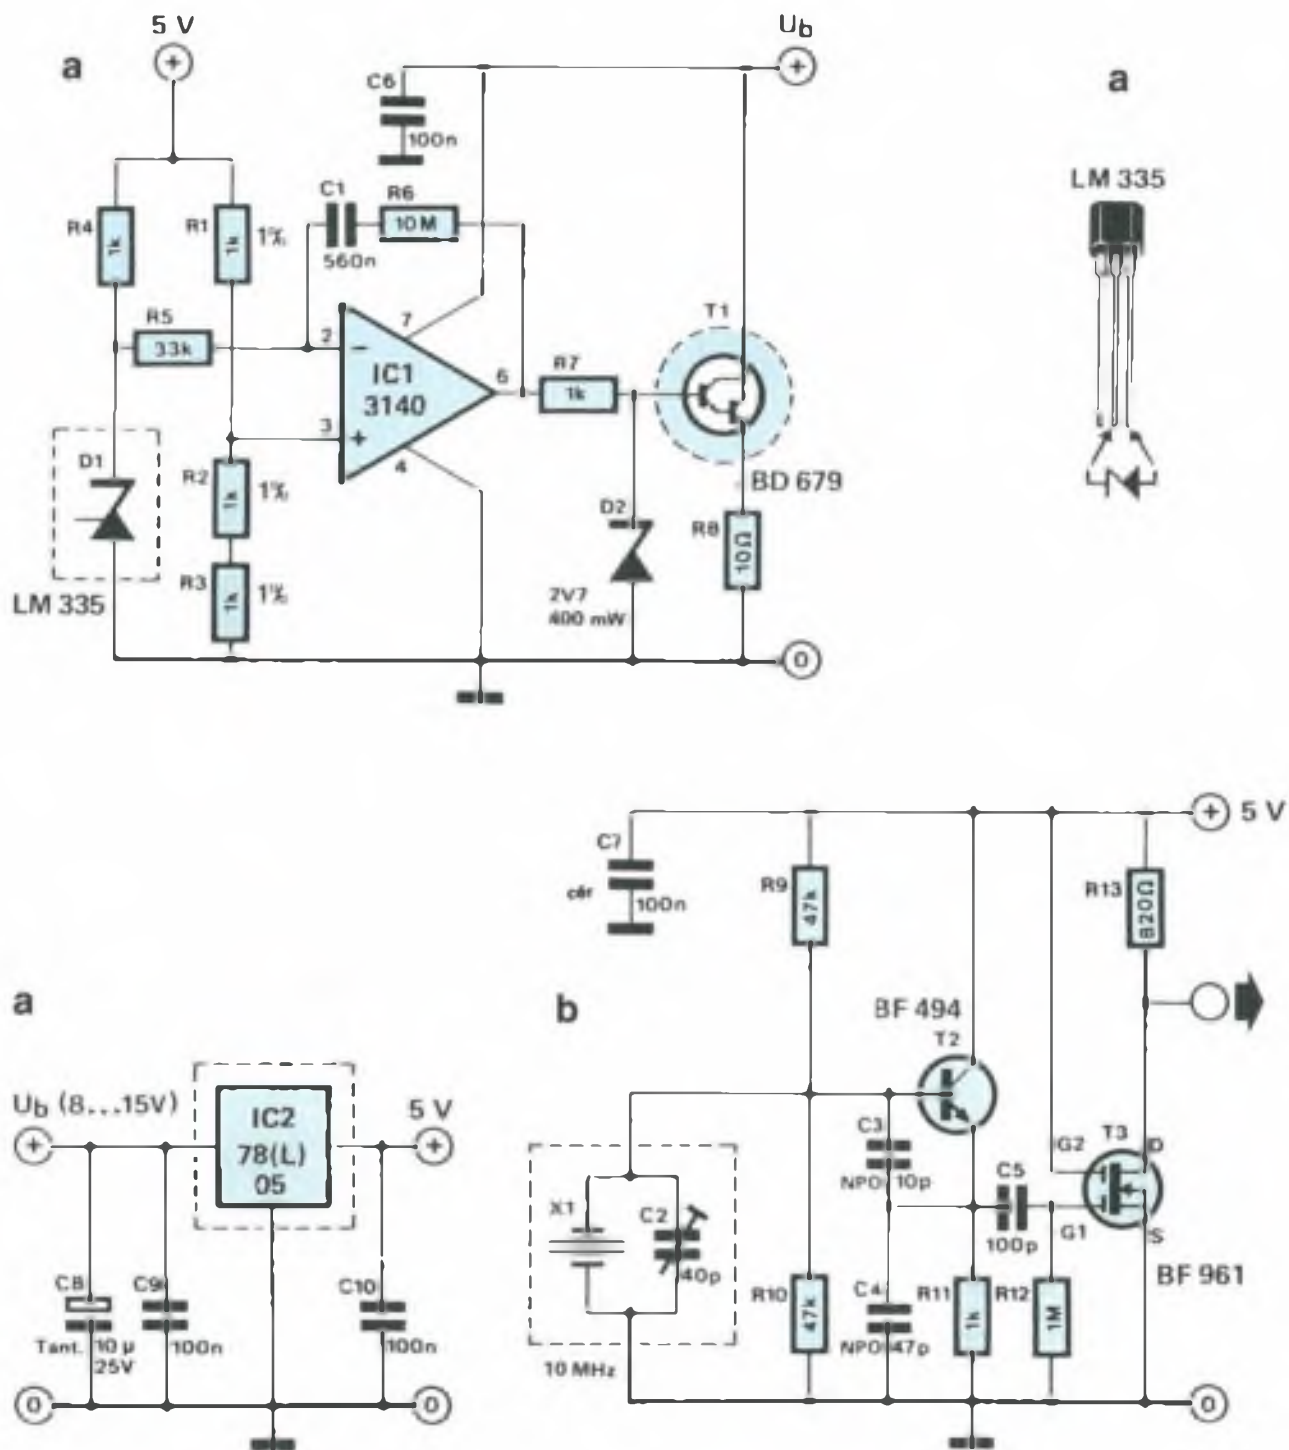 a
5 V
+
R4
1k
R1
1k
1%
C6
100n
C1
560n
R6
10M
Ub
+
R5
33k
2
−
7
IC1
3140
3
+
4
6
R7
1k
T1
BD 679
D1
LM 335
R2
1k
1%
R3
1k
1%
D2
2V7
400 mW
R8
10Ω
0
a
LM 335
a
Ub (8...15V)
+
IC2
78(L)
05
5 V
+
C8
Tant.
10 µ
25V
C9
100n
C10
100n
0
0
b
C7
cér
100n
R9
47k
+
5 V
R13
820Ω
BF 494
T2
C3
NPO
10p
X1
C2
40p
10 MHz
R10
47k
C4
NPO
47p
R11
1k
C5
100p
R12
1M
G2
G1
T3
D
S
BF 961
0